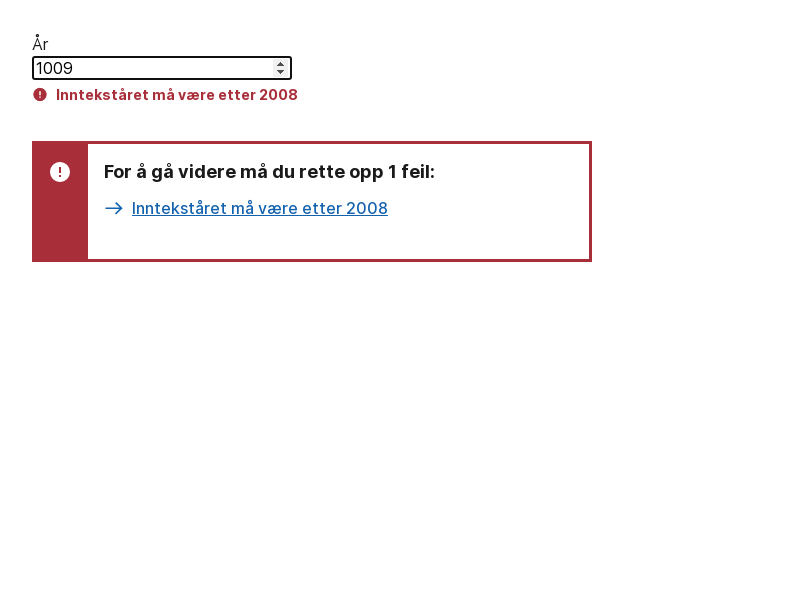 År
1009
Inntekståret må være etter 2008
For å gå videre må du rette opp 1 feil:
Inntekståret må være etter 2008